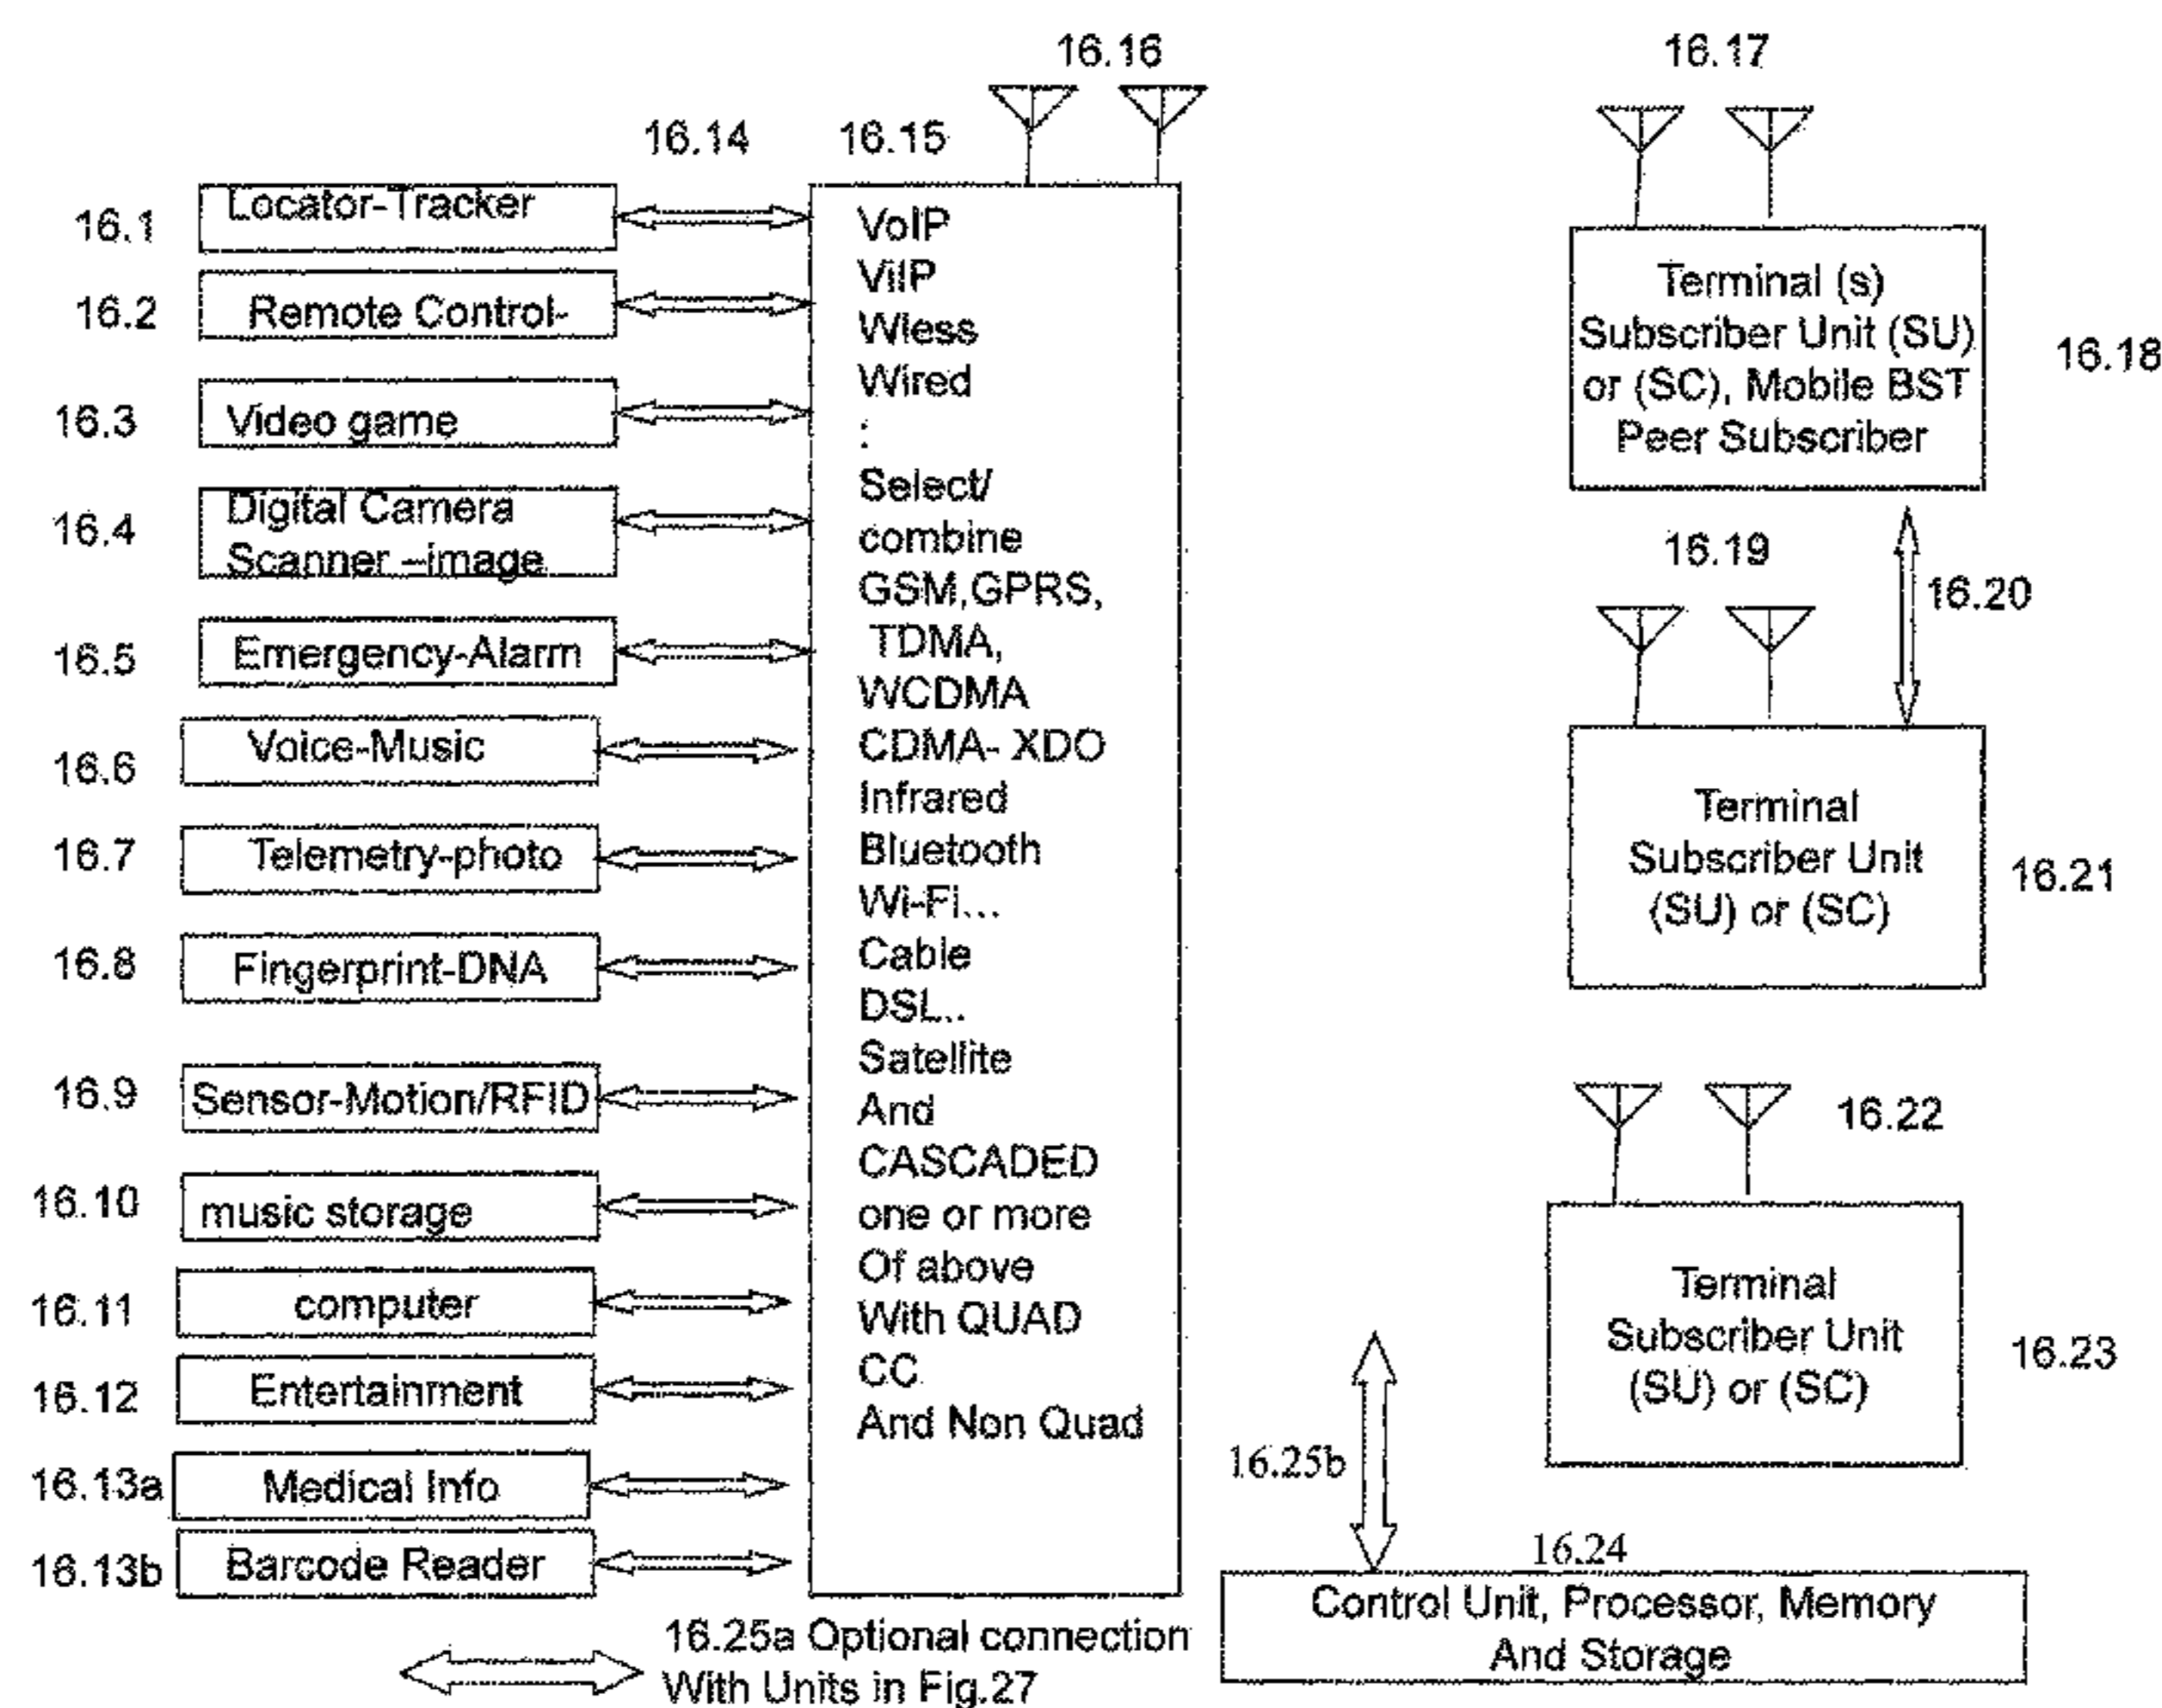 16.16
16.17
16.14
16.15
16.1
Locator-Tracker
16.2
Remote Control-
16.3
Video game
16.4
Digital Camera
Scanner –image
16.5
Emergency-Alarm
16.6
Voice-Music
16.7
Telemetry-photo
16.8
Fingerprint-DNA
16.9
Sensor-Motion/RFID
16.10
music storage
16.11
computer
16.12
Entertainment
16.13a
Medical Info
16.13b
Barcode Reader
VoIP
ViIP
Wless
Wired
:
Select/
combine
GSM,GPRS,
TDMA,
WCDMA
CDMA- XDO
Infrared
Bluetooth
Wi-Fi...
Cable
DSL..
Satellite
And
CASCADED
one or more
Of above
With QUAD
CC
And Non Quad
Terminal (s)
Subscriber Unit (SU)
or (SC), Mobile BST
Peer Subscriber
16.18
16.19
16.20
Terminal
Subscriber Unit
(SU) or (SC)
16.21
16.22
Terminal
Subscriber Unit
(SU) or (SC)
16.23
16.25b
16.24
Control Unit, Processor, Memory
And Storage
16.25a Optional connection
With Units in Fig.27